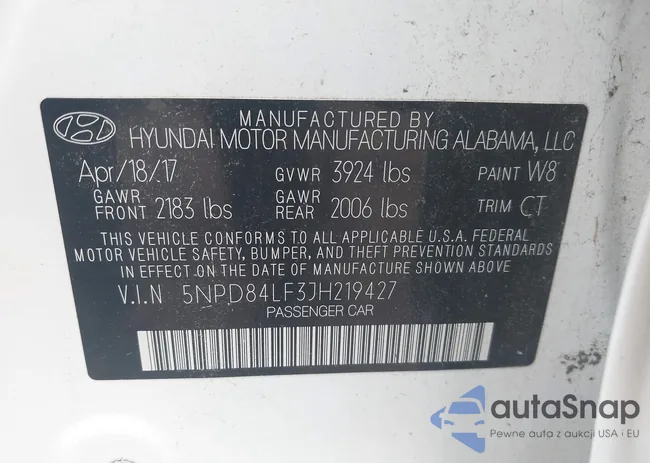 MANUFACTURED BY
HYUNDAI MOTOR MANUFACTURING ALABAMA, LLC
Apr/18/17 GVWR 3924 lbs PAINT W8
GAWR FRONT 2183 lbs GAWR REAR 2006 lbs TRIM CT
THIS VEHICLE CONFORMS TO ALL APPLICABLE U.S.A. FEDERAL
MOTOR VEHICLE SAFETY, BUMPER, AND THEFT PREVENTION STANDARDS
IN EFFECT ON THE DATE OF MANUFACTURE SHOWN ABOVE.
V.I.N 5NPD84LF3JH219427
PASSENGER CAR
autaSnap
Pewne auta z aukcji USA i EU